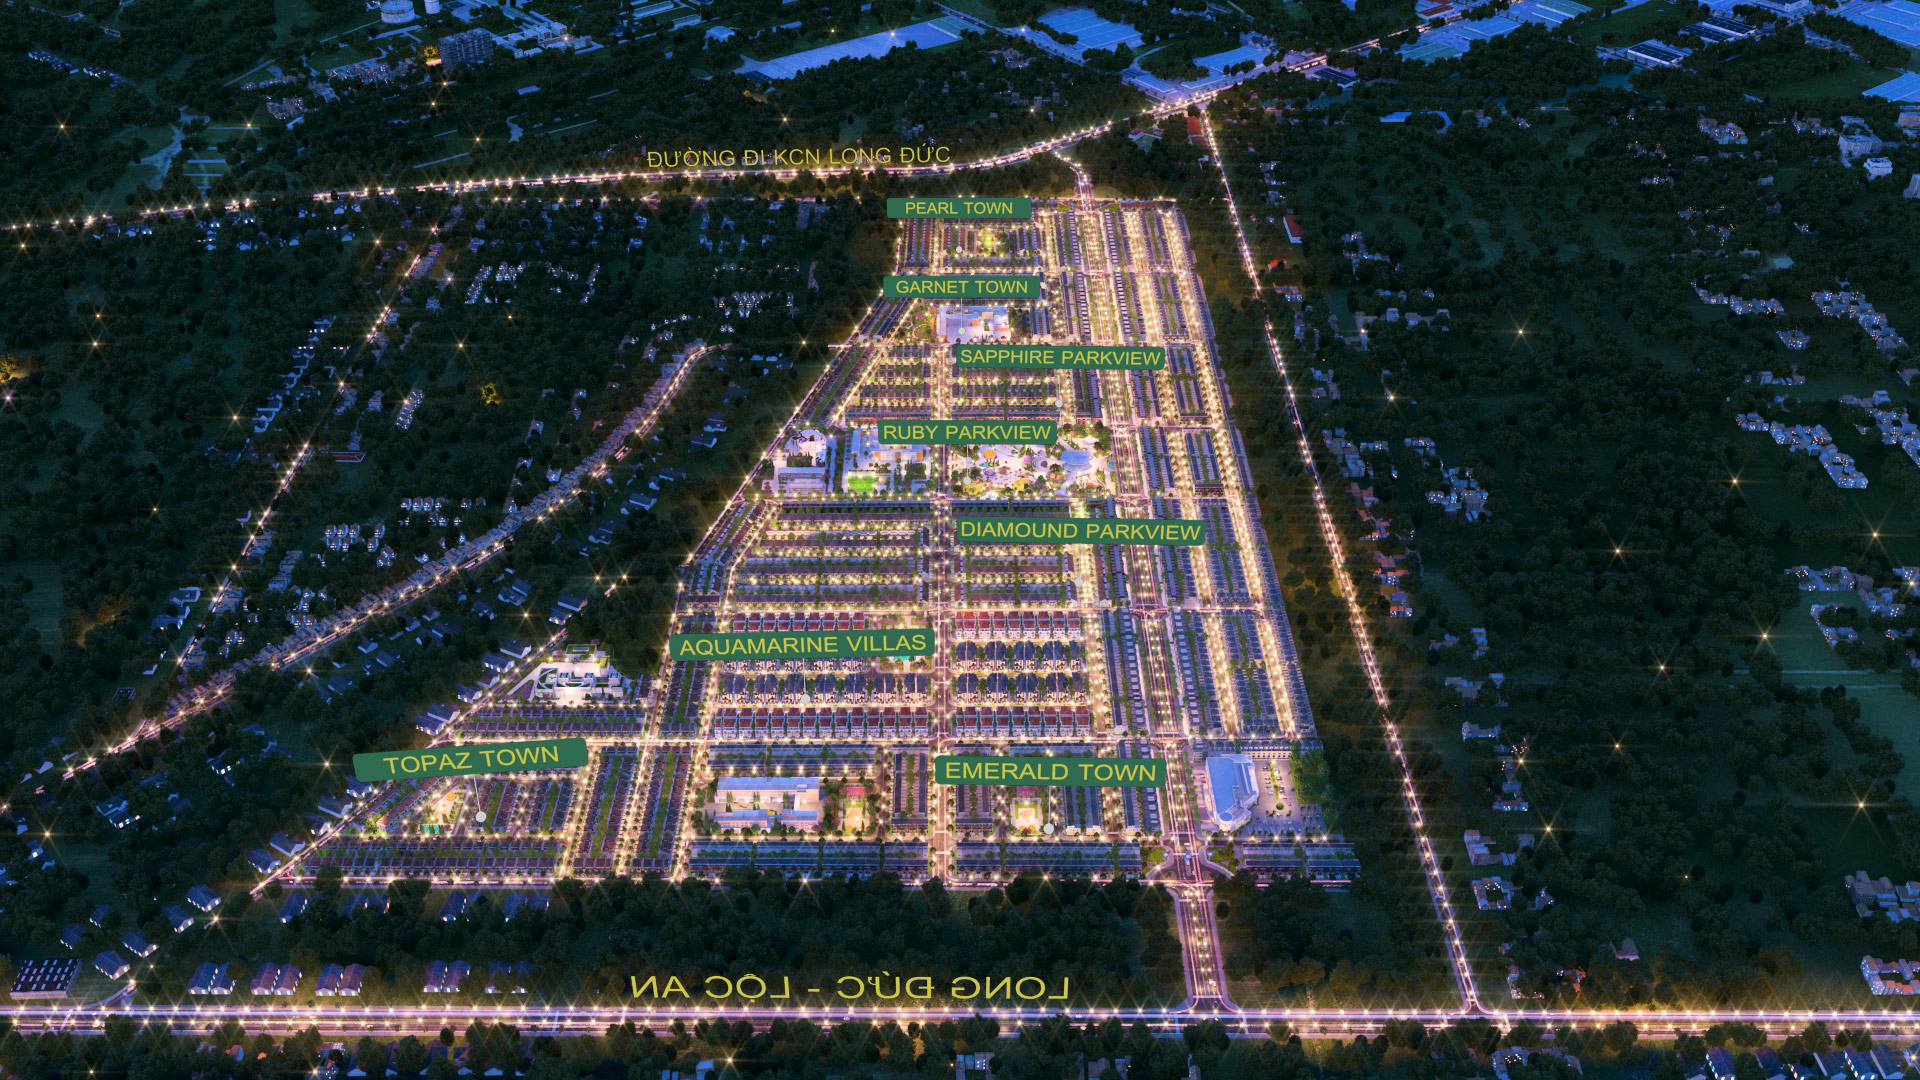 ĐƯỜNG ĐI KCN LONG ĐỨC
PEARL TOWN
GARNET TOWN
SAPPHIRE PARKVIEW
RUBY PARKVIEW
DIAMOUND PARKVIEW
AQUAMARINE VILLAS
TOPAZ TOWN
EMERALD TOWN
LONG ĐỨC - LỘC AN